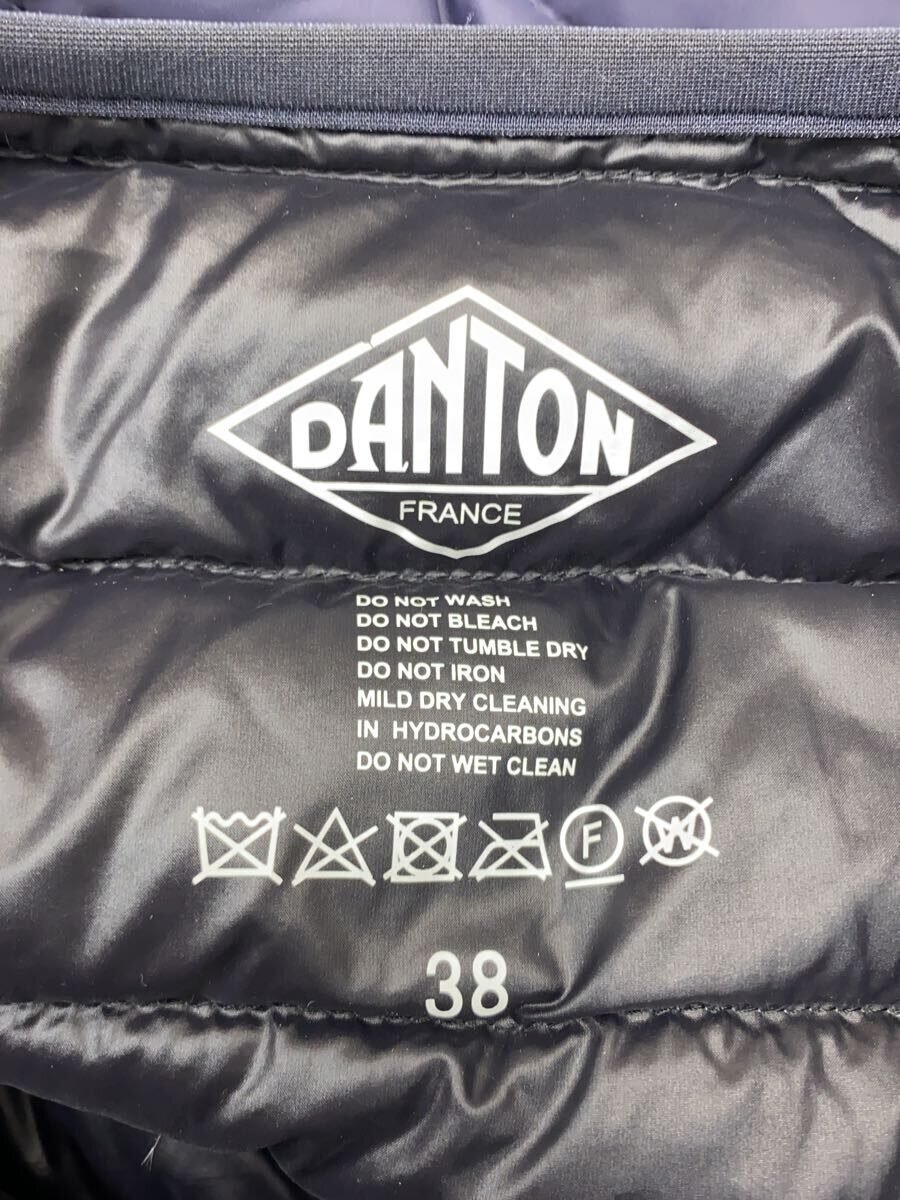 DANTON
FRANCE
DO NOT WASH
DO NOT BLEACH
DO NOT TUMBLE DRY
DO NOT IRON
MILD DRY CLEANING
IN HYDROCARBONS
DO NOT WET CLEAN
F W
38